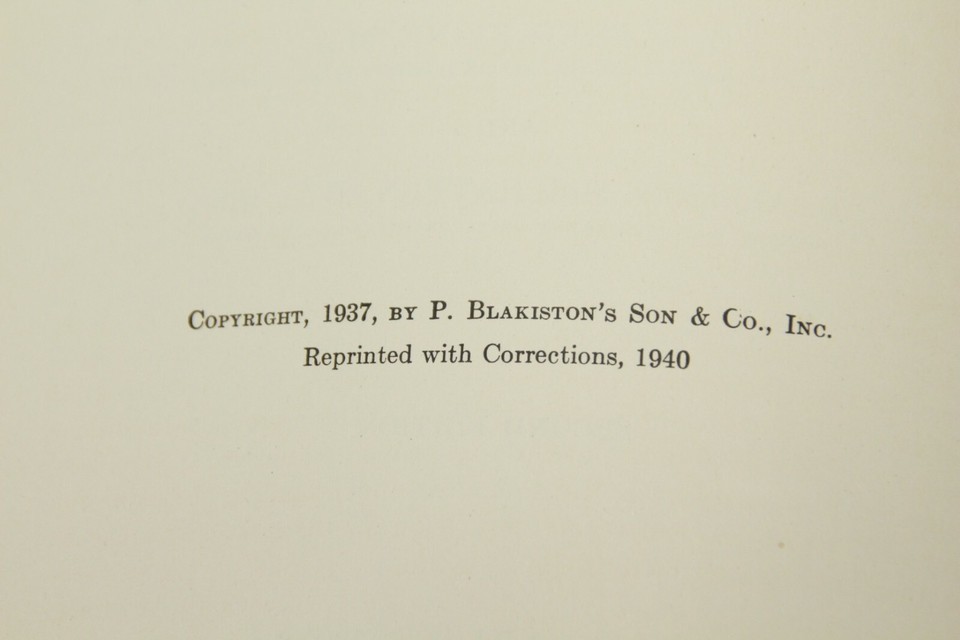 Copyright, 1937, by P. Blakiston's Son & Co., Inc.
Reprinted with Corrections, 1940